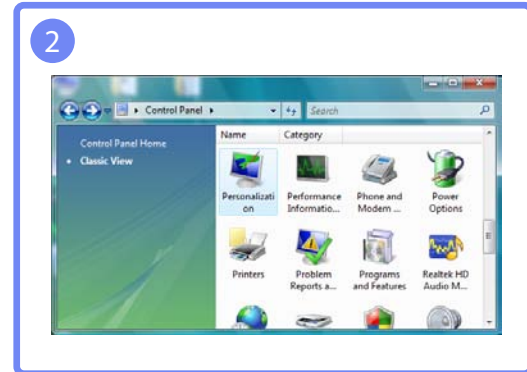 2
Control Panel
Search
Control Panel Home
Classic View
Name Category
Personalizati
on
Performance
Informatio...
Phone and
Modem ...
Power
Options
Printers
Problem
Reports a...
Programs
and Features
Realtek HD
Audio M...